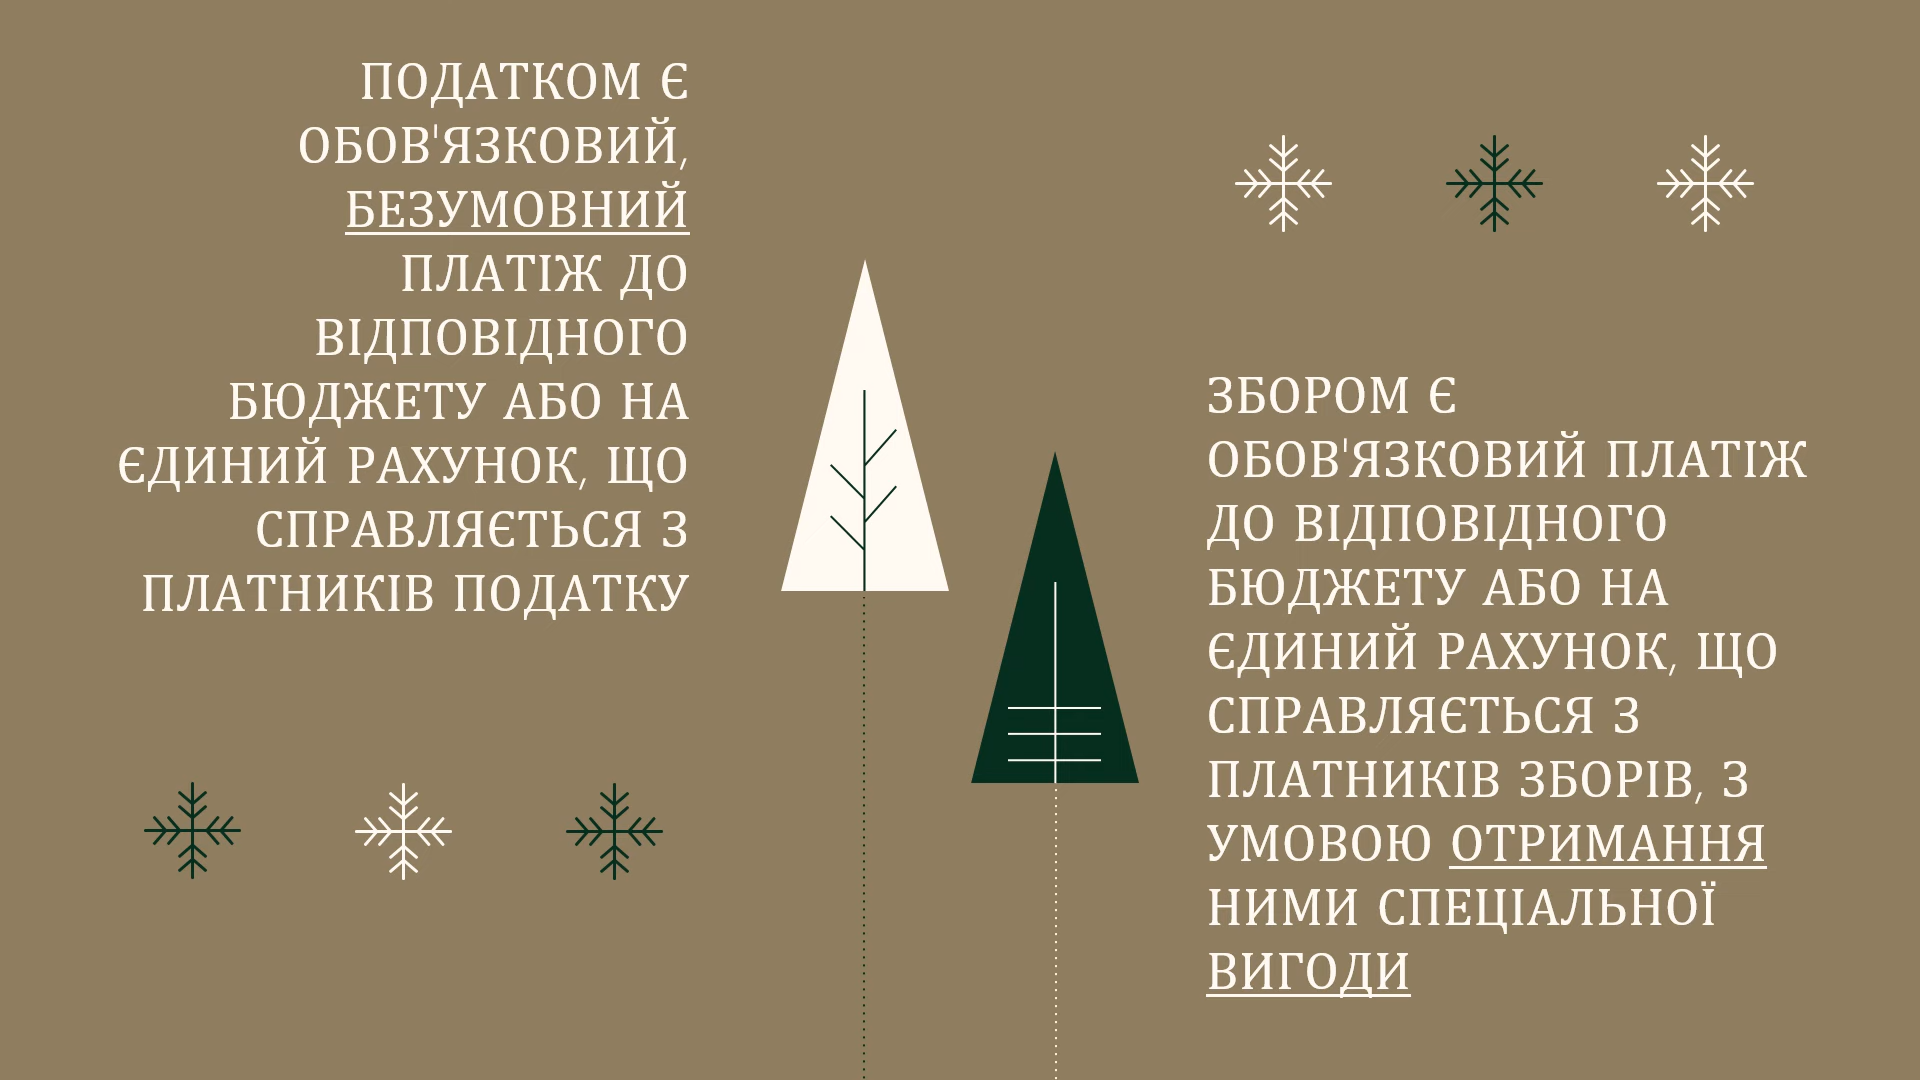 ПОДАТКОМ Є
ОБОВ'ЯЗКОВИЙ,
БЕЗУМОВНИЙ
ПЛАТІЖ ДО
ВІДПОВІДНОГО
БЮДЖЕТУ АБО НА
ЄДИНИЙ РАХУНОК, ЩО
СПРАВЛЯЄТЬСЯ З
ПЛАТНИКІВ ПОДАТКУ
ЗБОРОМ Є
ОБОВ'ЯЗКОВИЙ ПЛАТІЖ
ДО ВІДПОВІДНОГО
БЮДЖЕТУ АБО НА
ЄДИНИЙ РАХУНОК, ЩО
СПРАВЛЯЄТЬСЯ З
ПЛАТНИКІВ ЗБОРІВ, З
УМОВОЮ ОТРИМАННЯ
НИМИ СПЕЦІАЛЬНОЇ
ВИГОДИ